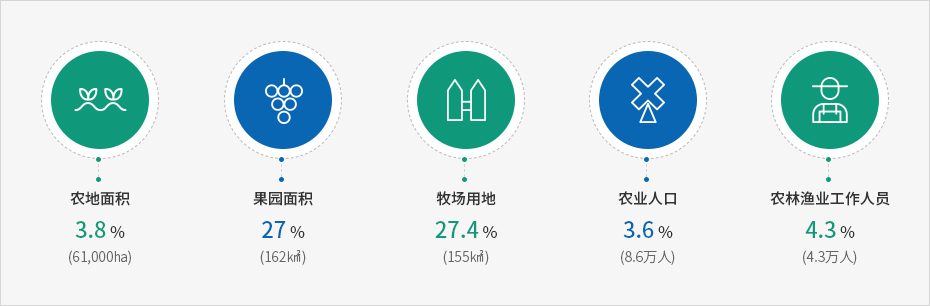 农地面积
3.8 %
(61,000ha)
果园面积
27 %
(162㎢)
牧场用地
27.4 %
(155㎢)
农业人口
3.6 %
(8.6万人)
农林渔业工作人员
4.3 %
(4.3万人)